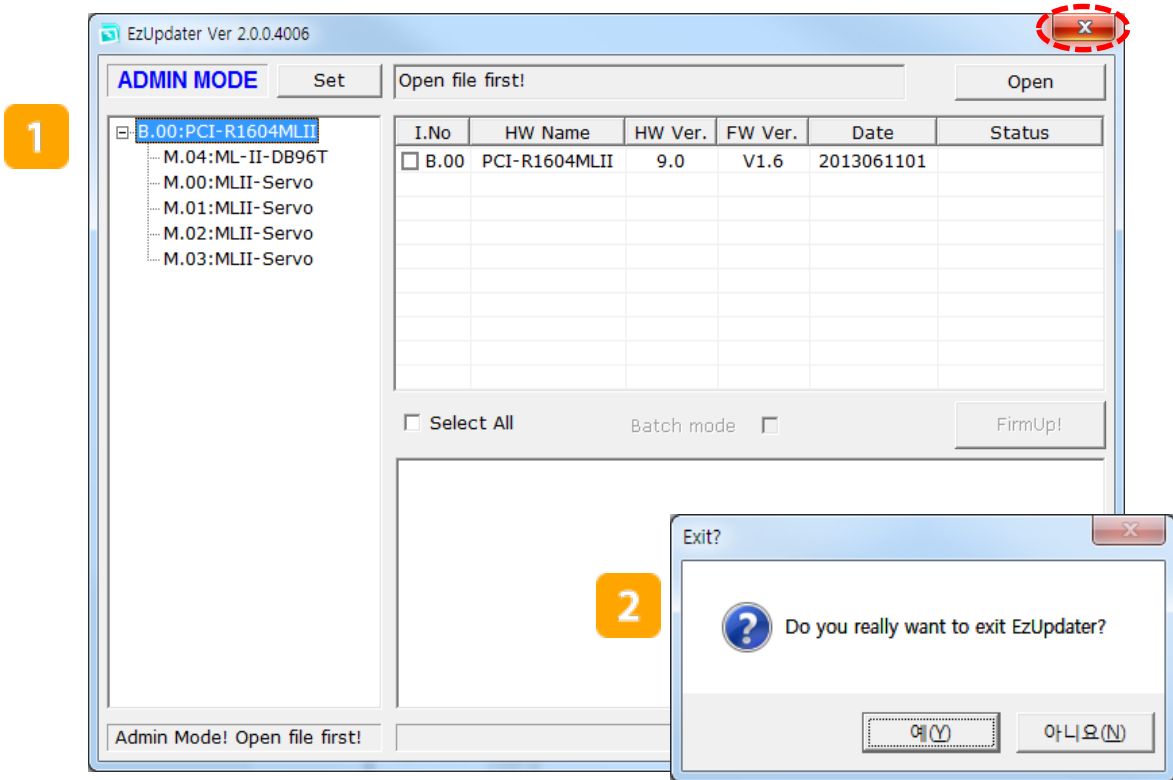 EzUpdater Ver 2.0.0.4006
x
ADMIN MODE Set Open file first! Open
1
B.00:PCI-R1604MLII
M.04:ML-II-DB96T
M.00:MLII-Servo
M.01:MLII-Servo
M.02:MLII-Servo
M.03:MLII-Servo
I.No HW Name HW Ver. FW Ver. Date Status
B.00 PCI-R1604MLII 9.0 V1.6 2013061101
Select All Batch mode FirmUp!
Exit?
x
2
Do you really want to exit EzUpdater?
예(Y) 아니요(N)
Admin Mode! Open file first!